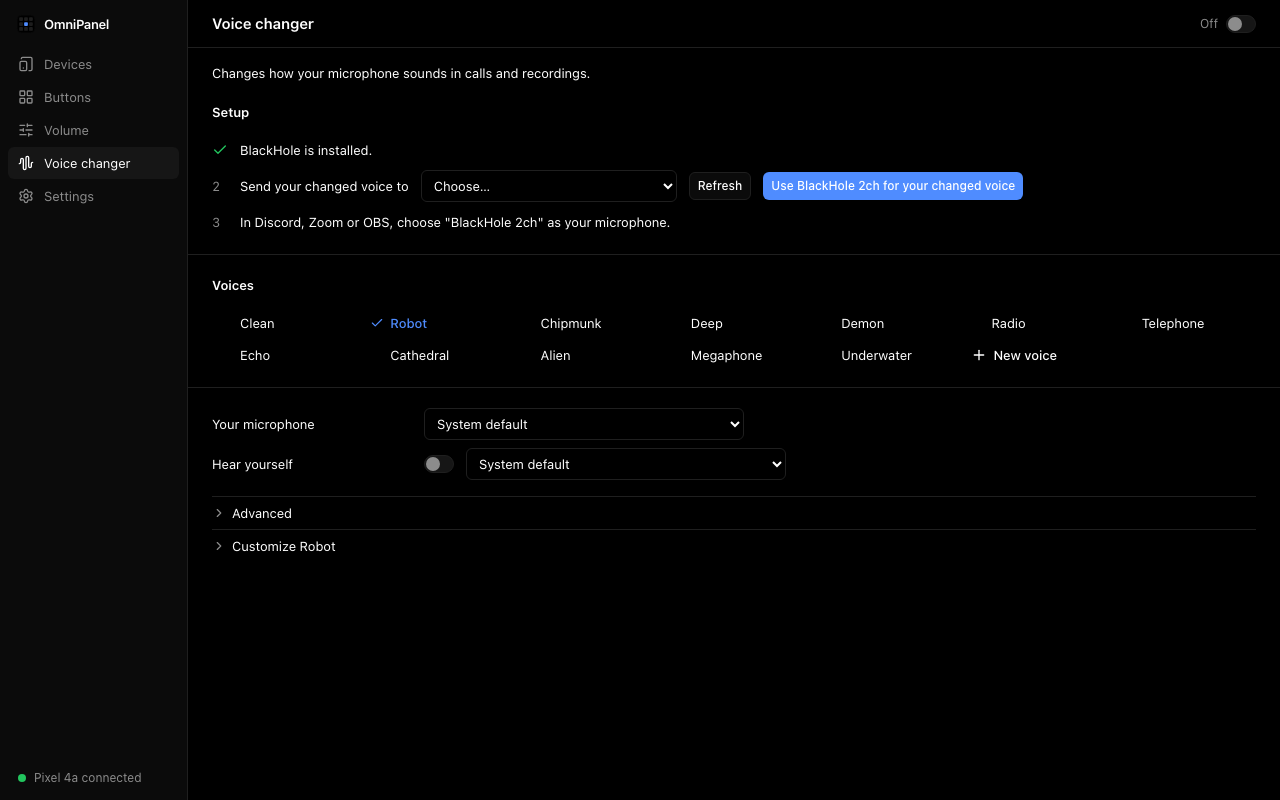 OmniPanel
Devices
Buttons
Volume
Voice changer
Settings
Pixel 4a connected
Voice changer
Off
Changes how your microphone sounds in calls and recordings.
Setup
BlackHole is installed.
2 Send your changed voice to Choose... Refresh Use BlackHole 2ch for your changed voice
3 In Discord, Zoom or OBS, choose "BlackHole 2ch" as your microphone.
Voices
Clean Robot Chipmunk Deep Demon Radio Telephone
Echo Cathedral Alien Megaphone Underwater New voice
Your microphone System default
Hear yourself System default
Advanced
Customize Robot